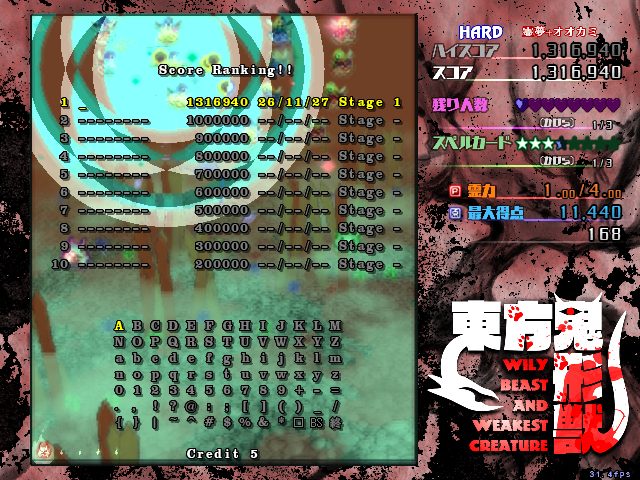 Score Ranking!!
1 _ 1316940 26/11/27 Stage 1
2 -------- 1000000 --/--/-- Stage -
3 -------- 900000 --/--/-- Stage -
4 -------- 800000 --/--/-- Stage -
5 -------- 700000 --/--/-- Stage -
6 -------- 600000 --/--/-- Stage -
7 -------- 500000 --/--/-- Stage -
8 -------- 400000 --/--/-- Stage -
9 -------- 300000 --/--/-- Stage -
10 -------- 200000 --/--/-- Stage -
A B C D E F G H I J K L M
N O P Q R S T U V W X Y Z
a b c d e f g h i j k l m
n o p q r s t u v w x y z
0 1 2 3 4 5 6 7 8 9 + - =
. , ! ? @ : ; [ ] ( ) _ /
{ } | ~ ^ # $ % & * □ BS 終
Credit 5
HARD 霊夢+オオカミ
ハイスコア 1,316,940
スコア 1,316,940
残り人数
(かけら) 1/3
スペルカード
(かけら) 1/3
P 霊力 1.00/4.00
最大得点 11,440
168
東方鬼形獣
WILY
BEAST
AND
WEAKEST
CREATURE
31.4fps